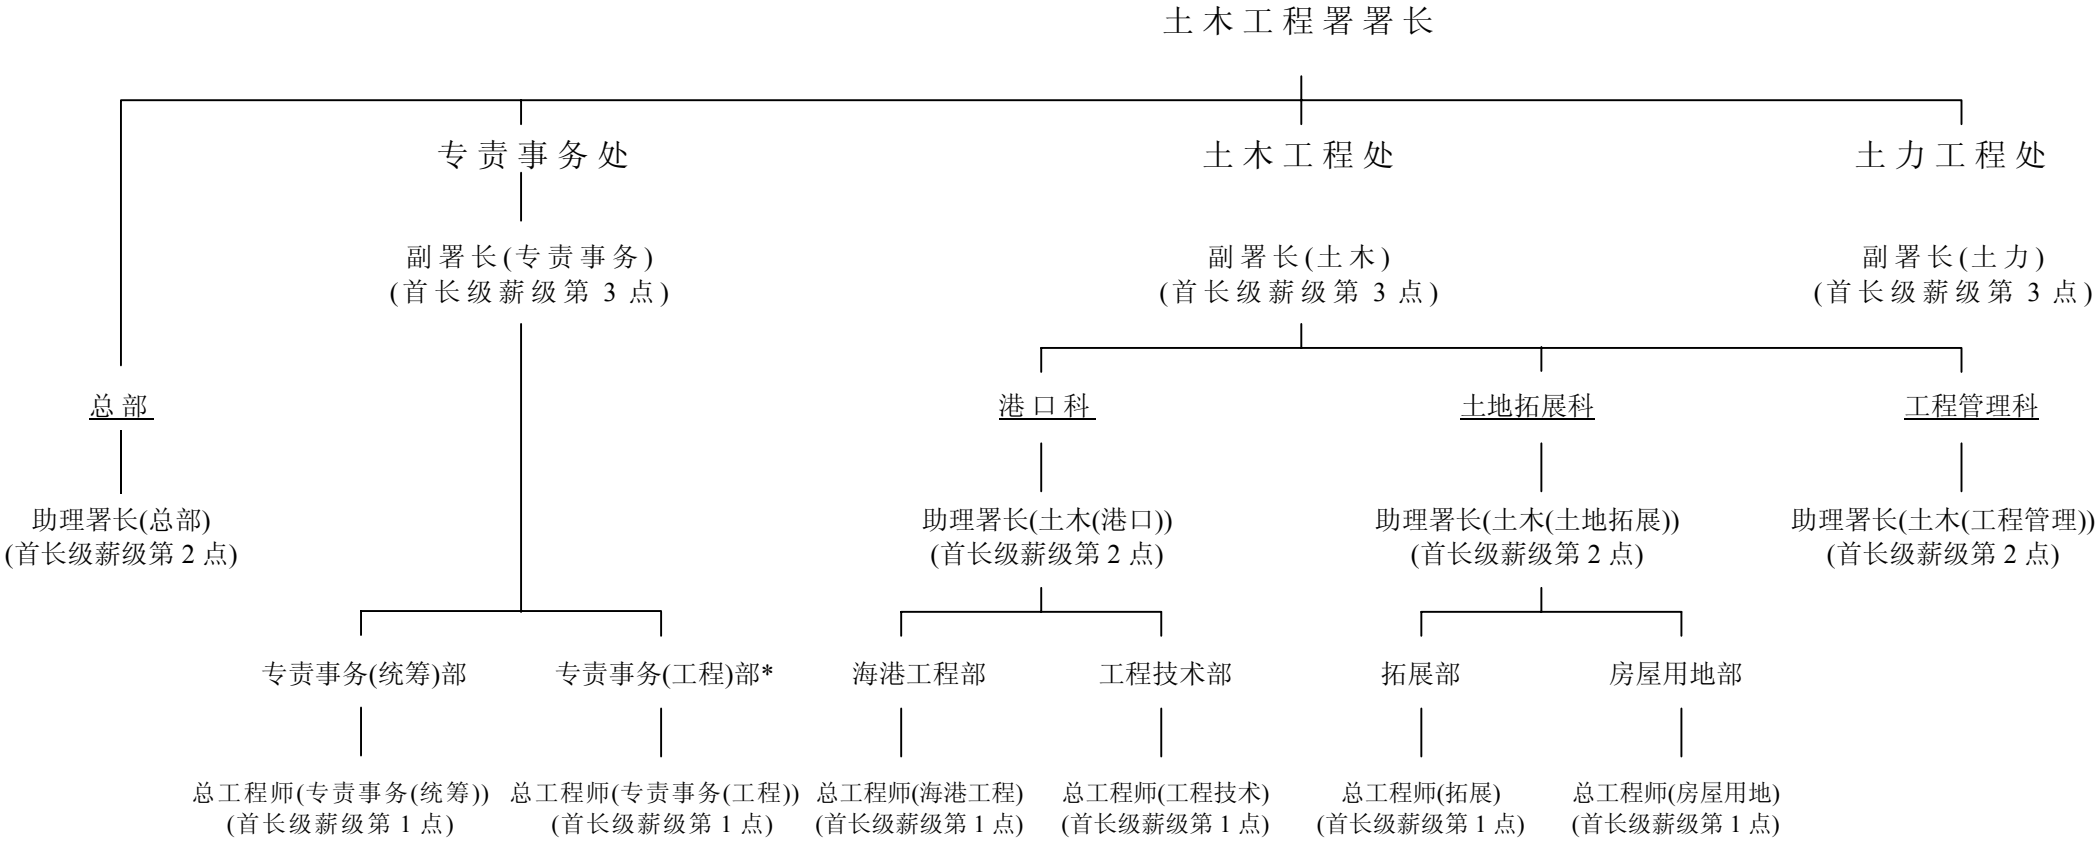 土木工程署署长
专责事务处
土木工程处
土力工程处
副署长(专责事务)
(首长级薪级第 3 点)
副署长(土木)
(首长级薪级第 3 点)
副署长(土力)
(首长级薪级第 3 点)
总部
港口科
土地拓展科
工程管理科
助理署长(总部)
(首长级薪级第 2 点)
助理署长(土木(港口))
(首长级薪级第 2 点)
助理署长(土木(土地拓展))
(首长级薪级第 2 点)
助理署长(土木(工程管理))
(首长级薪级第 2 点)
专责事务(统筹)部
专责事务(工程)部*
海港工程部
工程技术部
拓展部
房屋用地部
总工程师(专责事务(统筹))
(首长级薪级第 1 点)
总工程师(专责事务(工程))
(首长级薪级第 1 点)
总工程师(海港工程)
(首长级薪级第 1 点)
总工程师(工程技术)
(首长级薪级第 1 点)
总工程师(拓展)
(首长级薪级第 1 点)
总工程师(房屋用地)
(首长级薪级第 1 点)